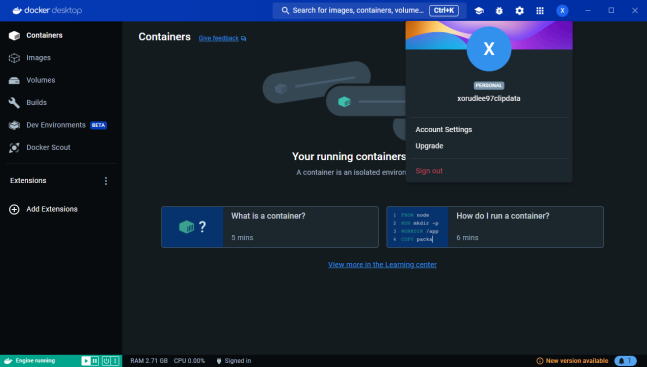 docker desktop
Search for images, containers, volume... Ctrl+K
X
Containers
Images
Volumes
Builds
Dev Environments BETA
Docker Scout
Extensions
Add Extensions
Containers Give feedback
Your running containers
A container is an isolated environ
X
PERSONAL
xorudlee97clipdata
Account Settings
Upgrade
Sign out
?
What is a container?
5 mins
1 FROM node
2 RUN mkdir -p
3 WORKDIR /app
4 COPY packa
How do I run a container?
6 mins
View more in the Learning center
Engine running
RAM 2.71 GB CPU 0.00% Signed in
New version available